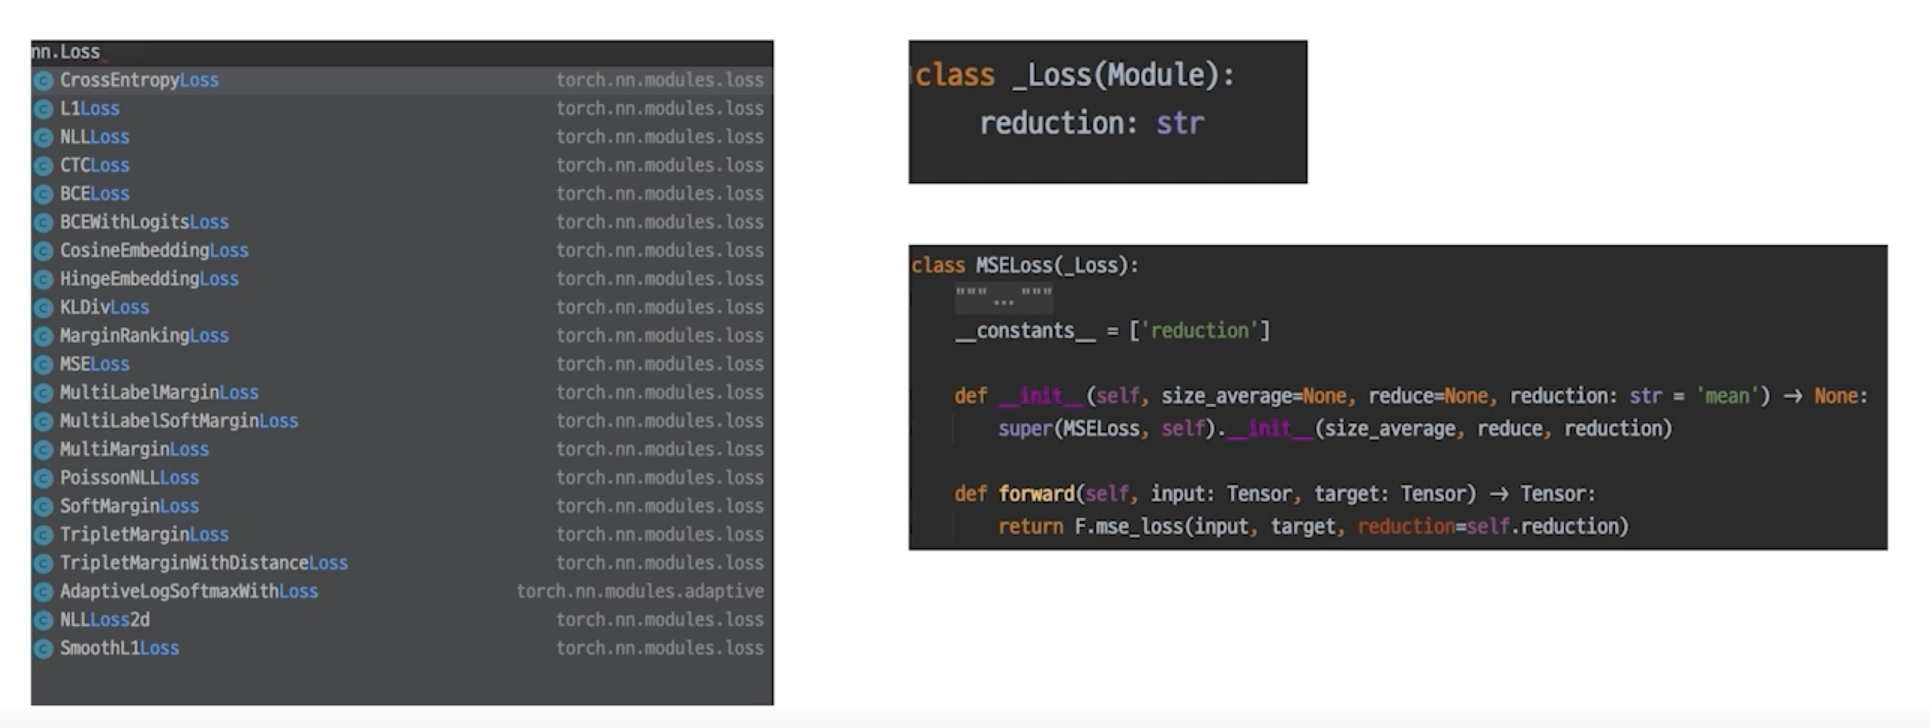 nn.Loss
CrossEntropyLoss torch.nn.modules.loss
L1Loss torch.nn.modules.loss
NLLLoss torch.nn.modules.loss
CTCLoss torch.nn.modules.loss
BCELoss torch.nn.modules.loss
BCEWithLogitsLoss torch.nn.modules.loss
CosineEmbeddingLoss torch.nn.modules.loss
HingeEmbeddingLoss torch.nn.modules.loss
KLDivLoss torch.nn.modules.loss
MarginRankingLoss torch.nn.modules.loss
MSELoss torch.nn.modules.loss
MultiLabelMarginLoss torch.nn.modules.loss
MultiLabelSoftMarginLoss torch.nn.modules.loss
MultiMarginLoss torch.nn.modules.loss
PoissonNLLLoss torch.nn.modules.loss
SoftMarginLoss torch.nn.modules.loss
TripletMarginLoss torch.nn.modules.loss
TripletMarginWithDistanceLoss torch.nn.modules.loss
AdaptiveLogSoftmaxWithLoss torch.nn.modules.adaptive
NLLLoss2d torch.nn.modules.loss
SmoothL1Loss torch.nn.modules.loss
class _Loss(Module):
    reduction: str
class MSELoss(_Loss):
    """..."""
    __constants__ = ['reduction']
    def __init__(self, size_average=None, reduce=None, reduction: str = 'mean') → None:
        super(MSELoss, self).__init__(size_average, reduce, reduction)
    def forward(self, input: Tensor, target: Tensor) → Tensor:
        return F.mse_loss(input, target, reduction=self.reduction)